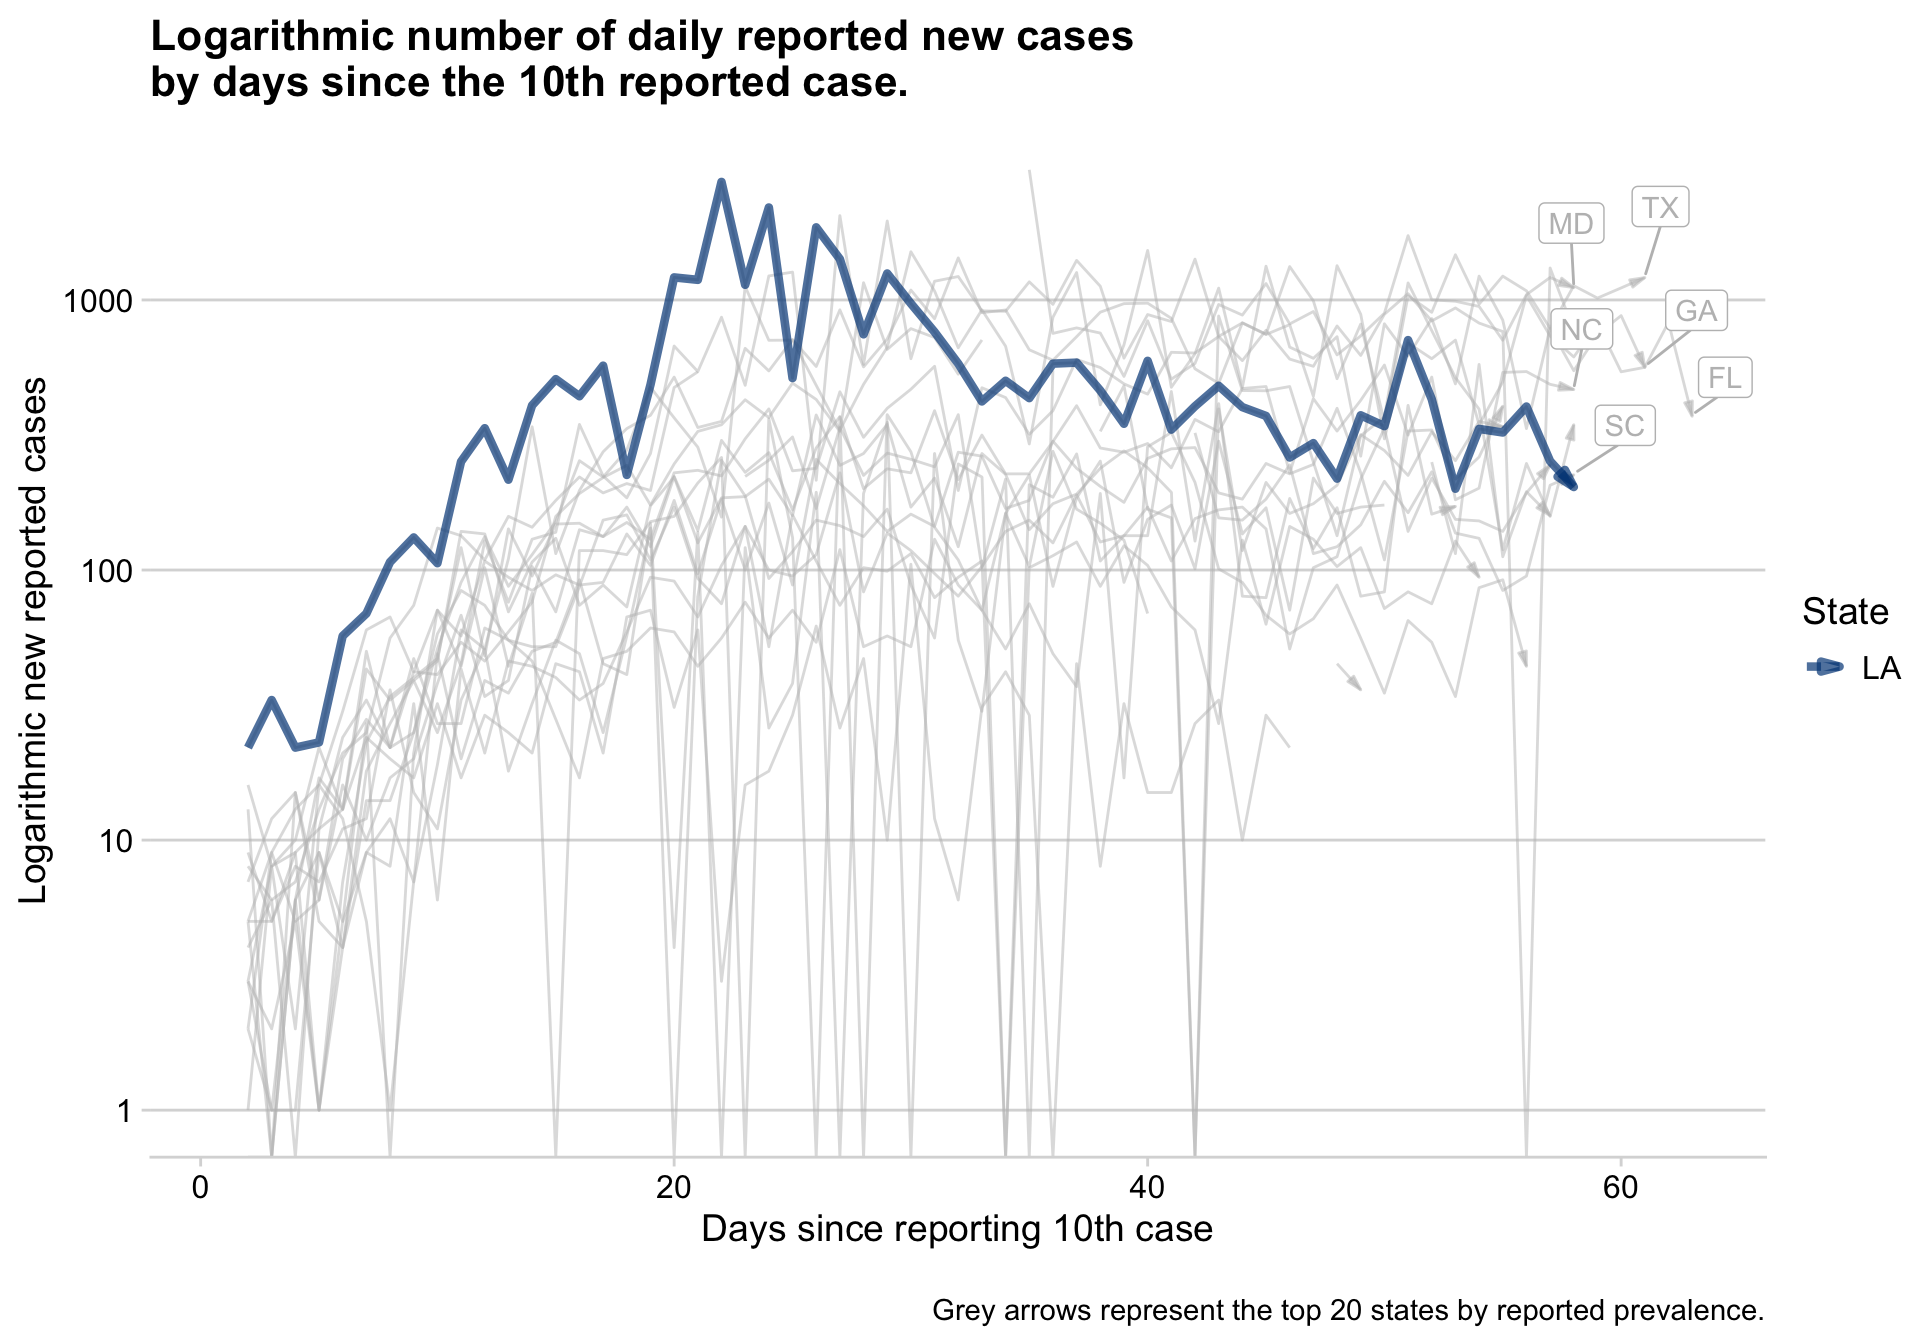 Logarithmic number of daily reported new cases
by days since the 10th reported case.
Logarithmic new reported cases
1000
100
10
1
MD
TX
GA
NC
FL
SC
State
LA
0
20
40
60
Days since reporting 10th case
Grey arrows represent the top 20 states by reported prevalence.